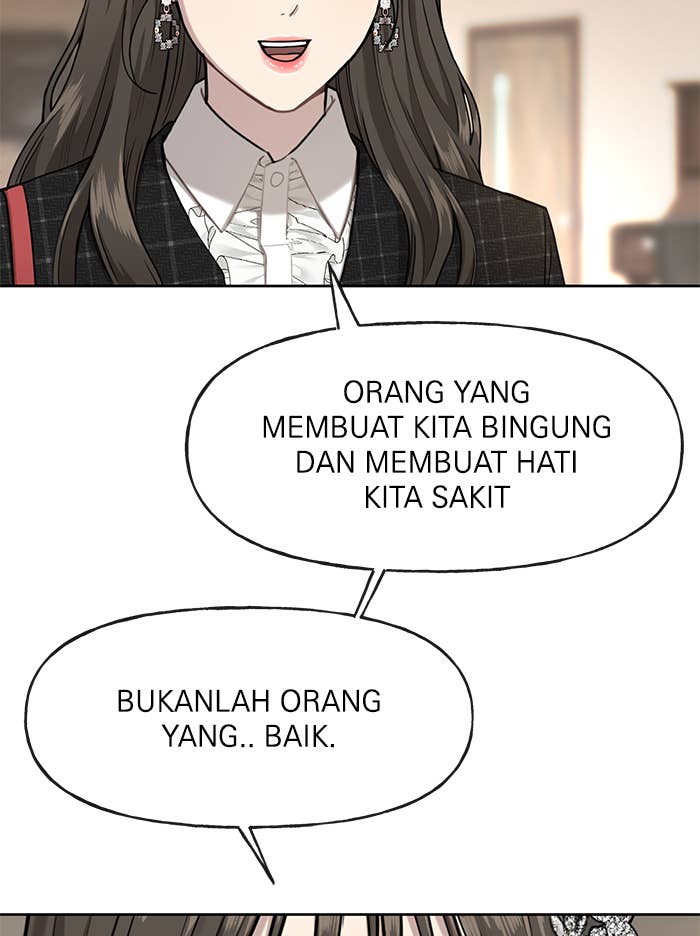 ORANG YANG
MEMBUAT KITA BINGUNG
DAN MEMBUAT HATI
KITA SAKIT
BUKANLAH ORANG
YANG.. BAIK.